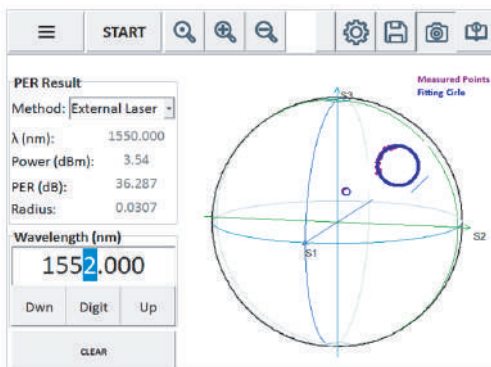 START
PER Result
Method: External Laser
λ (nm): 1550.000
Power (dBm): 3.54
PER (dB): 36.287
Radius: 0.0307
Wavelength (nm)
1552.000
Dwn Digit Up
CLEAR
Measured Points
Fitting Cirle
S3
S2
S1